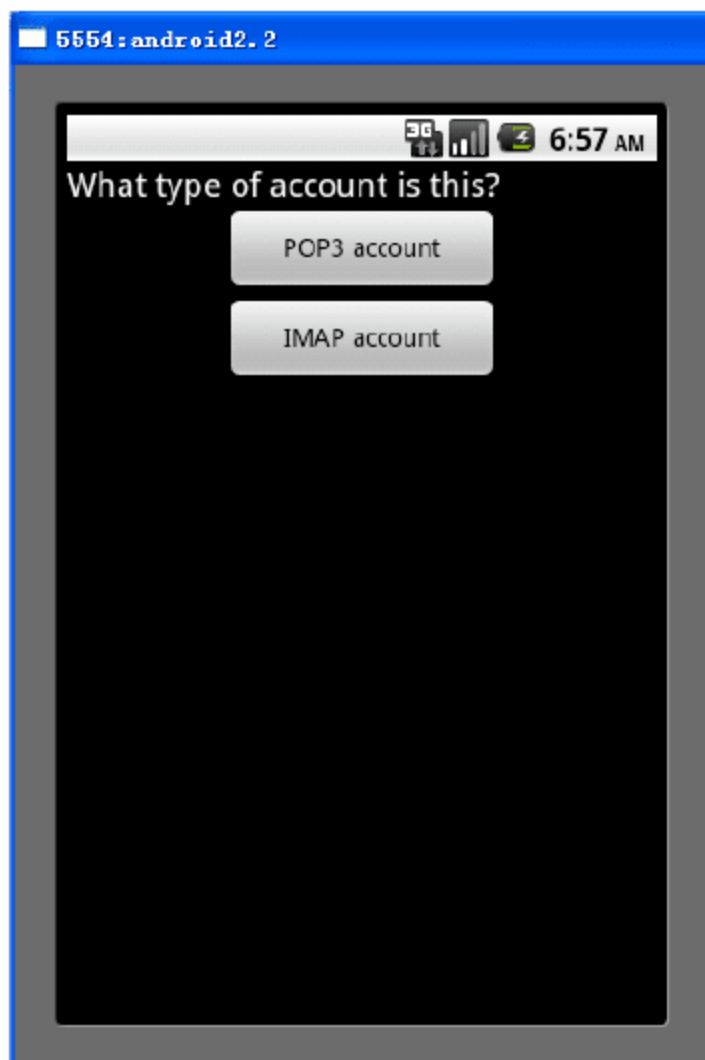 5554:android2.2
3G 6:57 AM
What type of account is this?
POP3 account
IMAP account